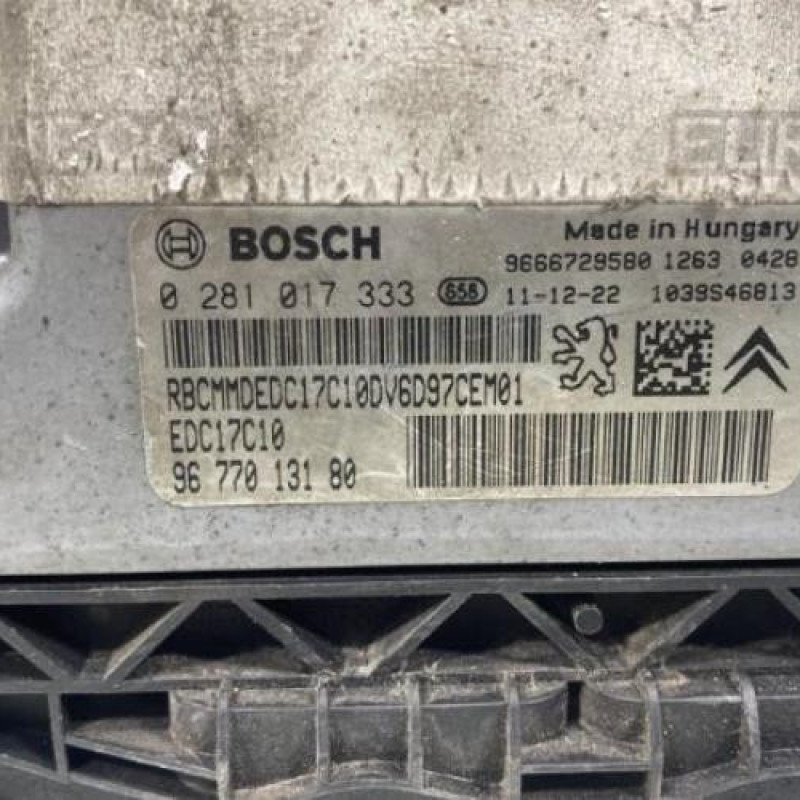 BOSCH
Made in Hungary
9666729580 1263 0428
0 281 017 333 658 11-12-22 1039S46813
RBCMMDEDC17C10DV6D97CEM01
EDC17C10
96 770 131 80